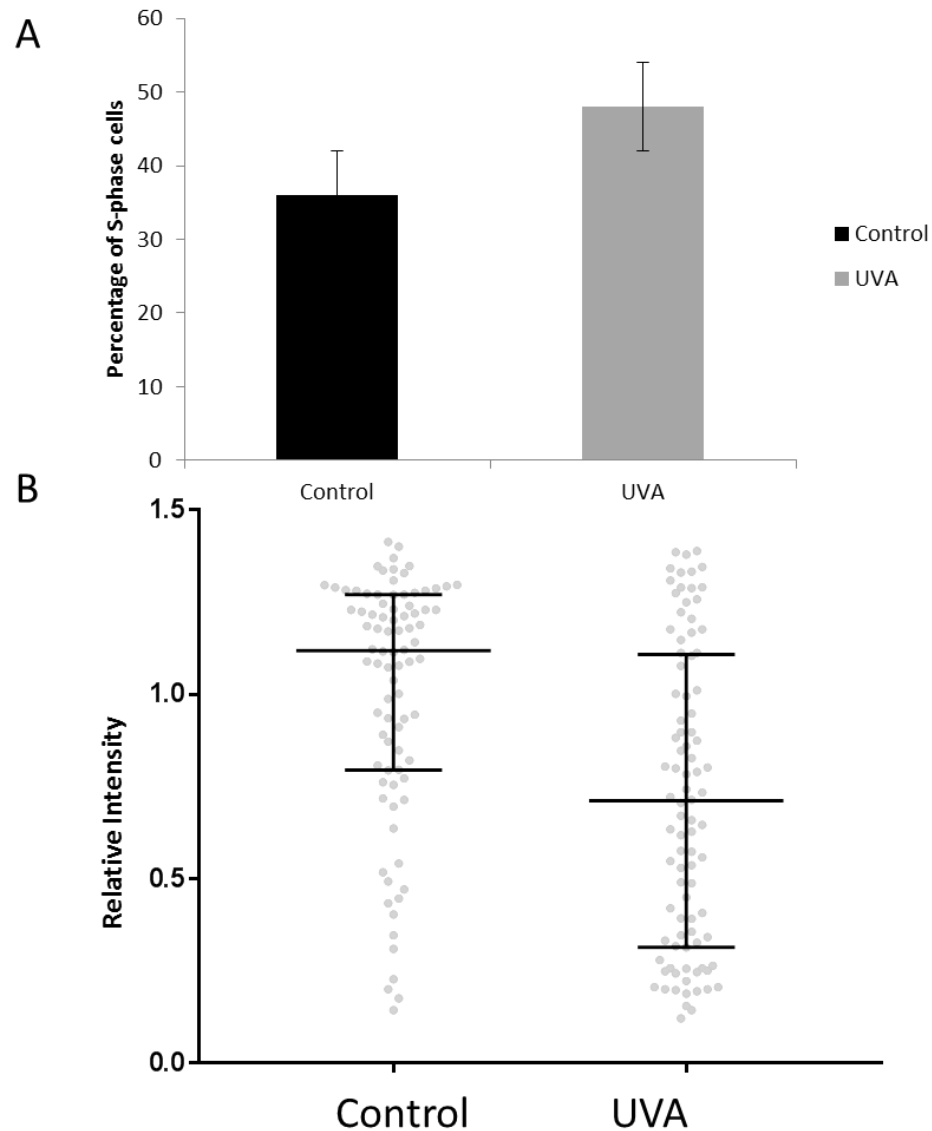 A
60
50
40
30
20
10
0
Percentage of S-phase cells
Control
UVA
Control
UVA
B
1.5
1.0
0.5
0.0
Relative Intensity
Control
UVA